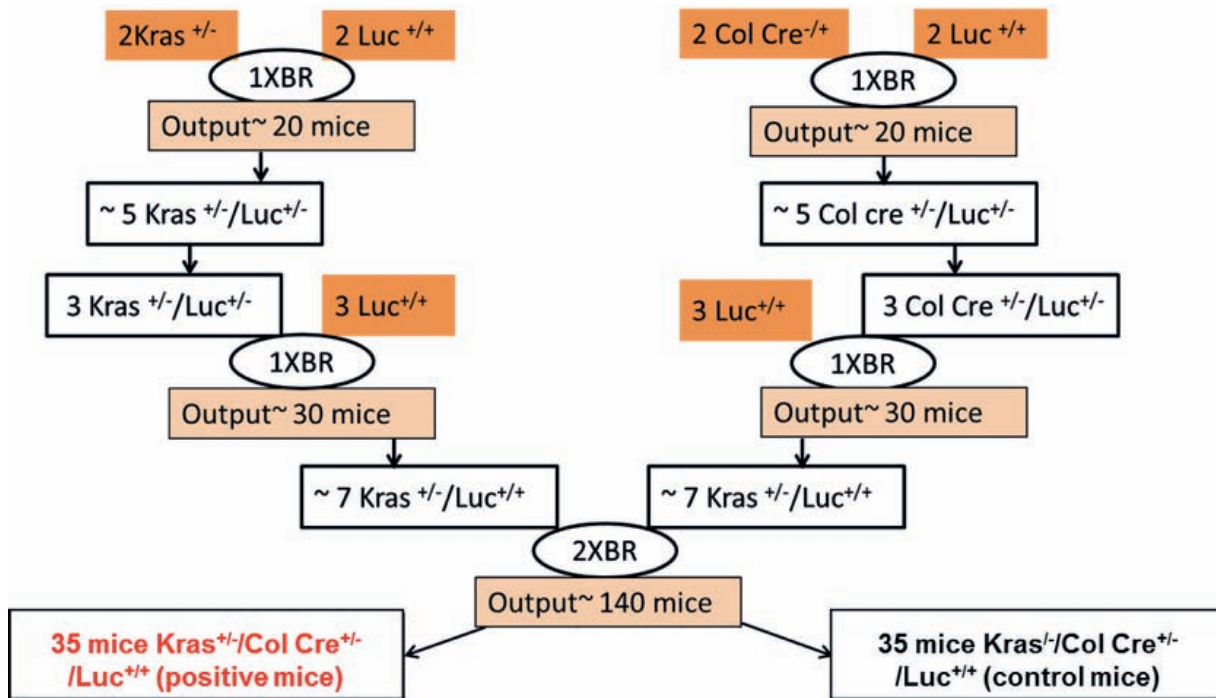 2Kras +/-
2 Luc +/+
2 Col Cre-/+
2 Luc +/+
1XBR
1XBR
Output~ 20 mice
Output~ 20 mice
~ 5 Kras +/-/Luc+/-
~ 5 Col cre +/-/Luc+/-
3 Kras +/-/Luc+/-
3 Luc+/+
3 Luc+/+
3 Col Cre +/-/Luc+/-
1XBR
1XBR
Output~ 30 mice
Output~ 30 mice
~ 7 Kras +/-/Luc+/+
~ 7 Kras +/-/Luc+/+
2XBR
Output~ 140 mice
35 mice Kras+/-/Col Cre+/-
/Luc+/+ (positive mice)
35 mice Kras/-/Col Cre+/-
/Luc+/+ (control mice)